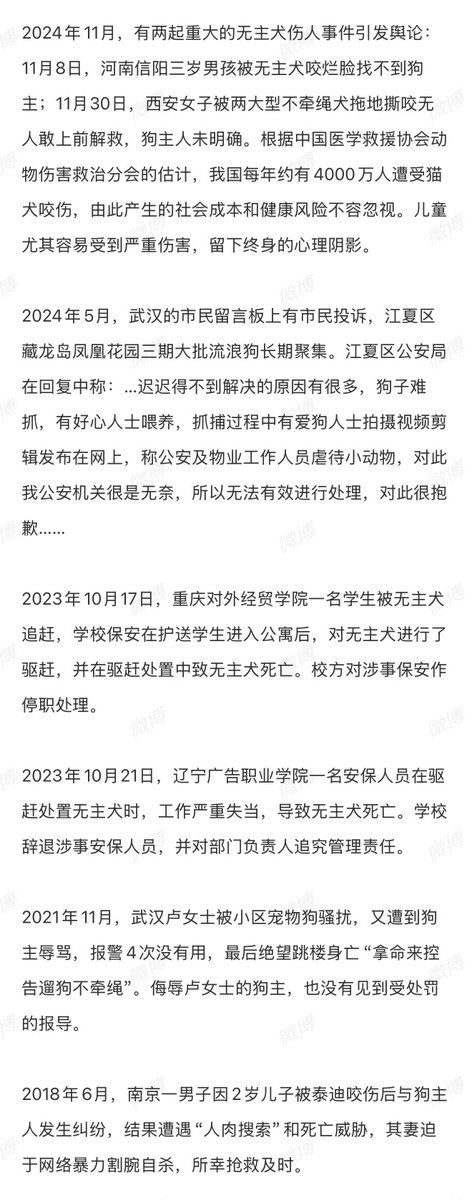 2024年11月，有两起重大的无主犬伤人事件引发舆论：
11月8日，河南信阳三岁男孩被无主犬咬烂脸找不到狗
主；11月30日，西安女子被两大型不牵绳犬拖地撕咬无
人敢上前解救，狗主人未明确。根据中国医学救援协会动
物伤害救治分会的估计，我国每年约有4000万人遭受猫
犬咬伤，由此产生的社会成本和健康风险不容忽视。儿童
尤其容易受到严重伤害，留下终身的心理阴影。
2024年5月，武汉的市民留言板上有市民投诉，江夏区
藏龙岛凤凰花园三期大批流浪狗长期聚集。江夏区公安局
在回复中称：...迟迟得不到解决的原因有很多，狗子难
抓，有好心人士喂养，抓捕过程中有爱狗人士拍摄视频剪
辑发布在网上，称公安及物业工作人员虐待小动物，对此
我公安机关很是无奈，所以无法有效进行处理，对此很抱
歉......
2023年10月17日，重庆对外经贸学院一名学生被无主犬
追赶，学校保安在护送学生进入公寓后，对无主犬进行了
驱赶，并在驱赶处置中致无主犬死亡。校方对涉事保安作
停职处理。
2023年10月21日，辽宁广告职业学院一名安保人员在驱
赶处置无主犬时，工作严重失当，导致无主犬死亡。学校
辞退涉事安保人员，并对部门负责人追究管理责任。
2021年11月，武汉卢女士被小区宠物狗骚扰，又遭到狗
主辱骂，报警4次没有用，最后绝望跳楼身亡“拿命来控
告遛狗不牵绳”。侮辱卢女士的狗主，也没有见到受处罚
的报导。
2018年6月，南京一男子因2岁儿子被泰迪咬伤后与狗主
人发生纠纷，结果遭遇“人肉搜索”和死亡威胁，其妻迫
于网络暴力割腕自杀，所幸抢救及时。
微博